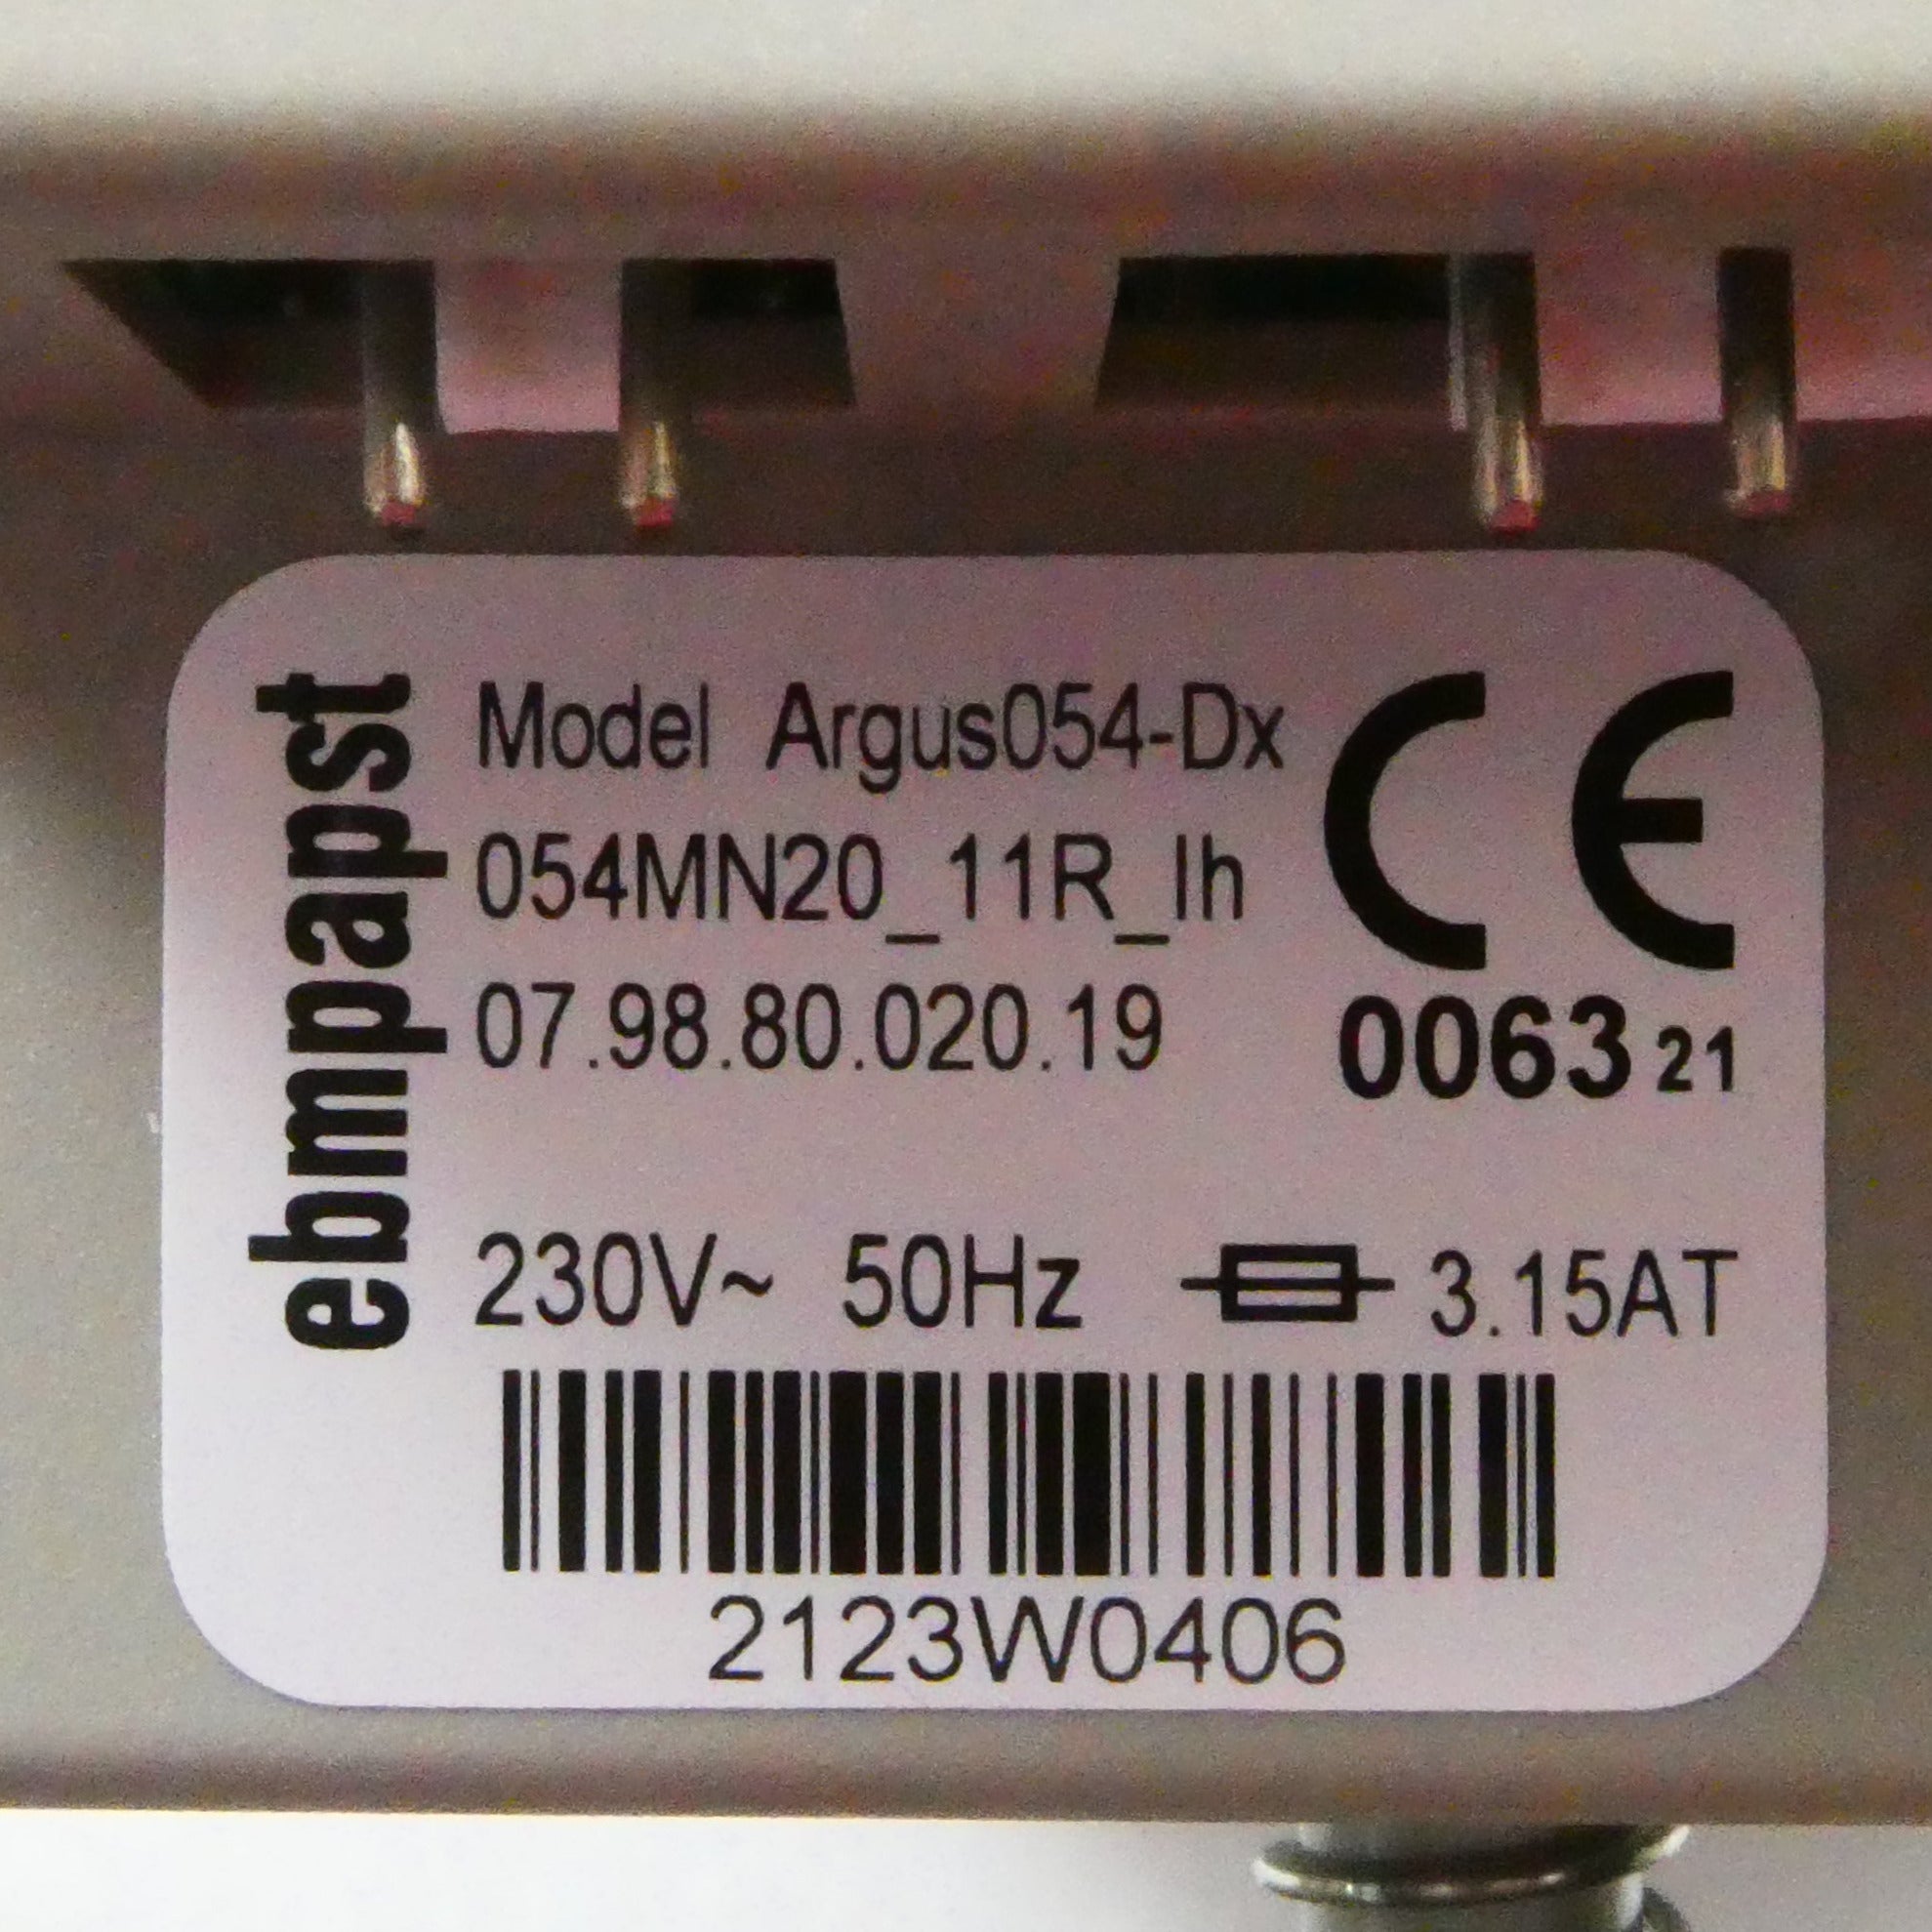 ebmpapst
Model Argus054-Dx
054MN20_11R_lh
07.98.80.020.19
CE
0063 21
230V~ 50Hz 3.15AT
2123W0406